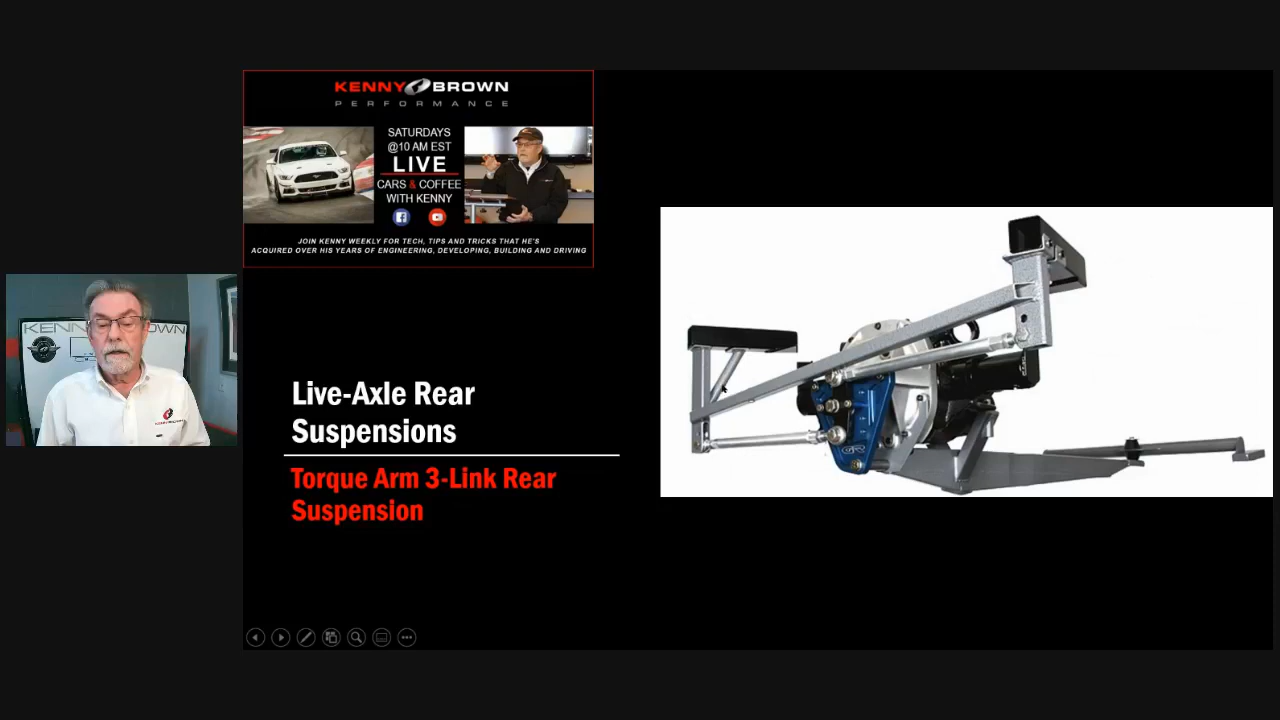 KENNY BROWN
PERFORMANCE
SATURDAYS
@10 AM EST
LIVE
CARS & COFFEE
WITH KENNY
JOIN KENNY WEEKLY FOR TECH, TIPS AND TRICKS THAT HE'S
ACQUIRED OVER HIS YEARS OF ENGINEERING, DEVELOPING, BUILDING AND DRIVING
Live-Axle Rear
Suspensions
Torque Arm 3-Link Rear
Suspension